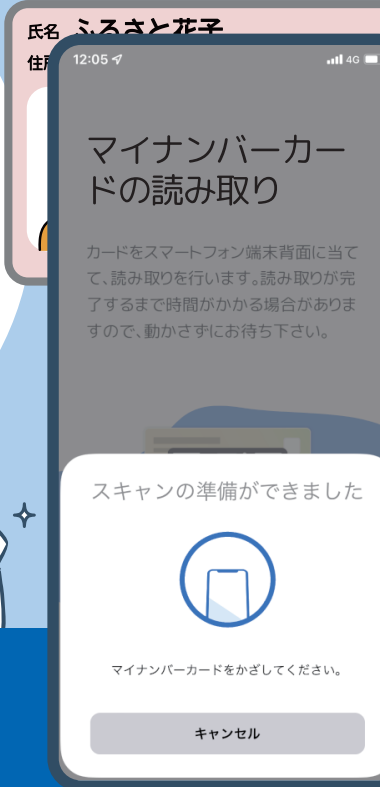 氏名 ふるさと花子
住
12:05
4G
マイナンバーカー
ドの読み取り
カードをスマートフォン端末背面に当て
て、読み取りを行います。読み取りが完
了するまで時間がかかる場合がありま
すので、動かさずにお待ち下さい。
スキャンの準備ができました
マイナンバーカードをかざしてください。
キャンセル